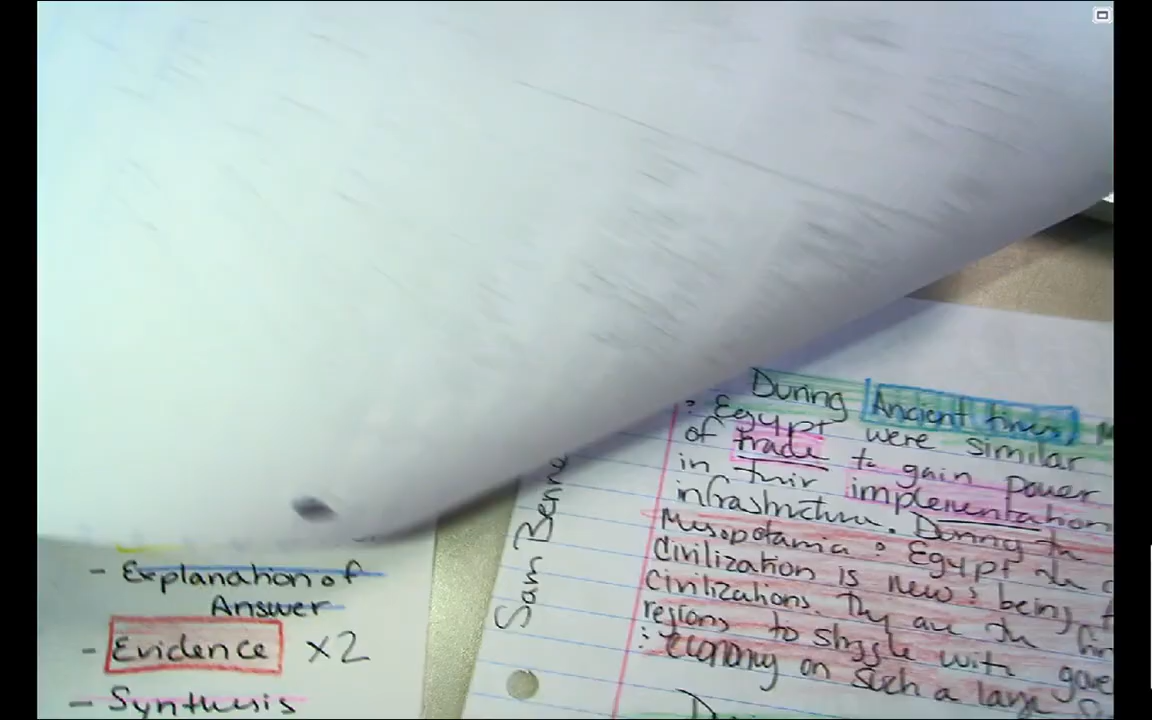 - Explanation of
Answer
- Evidence x2
- Synthesis
During Ancient times,
: Egypt were similar
of trade to gain power
in their implementation
infrastructure. During th
Mesopotamia : Egypt the
civilization is new : being
civilizations. They are the
regions to struggle with gove
: economy on such a large
Sam